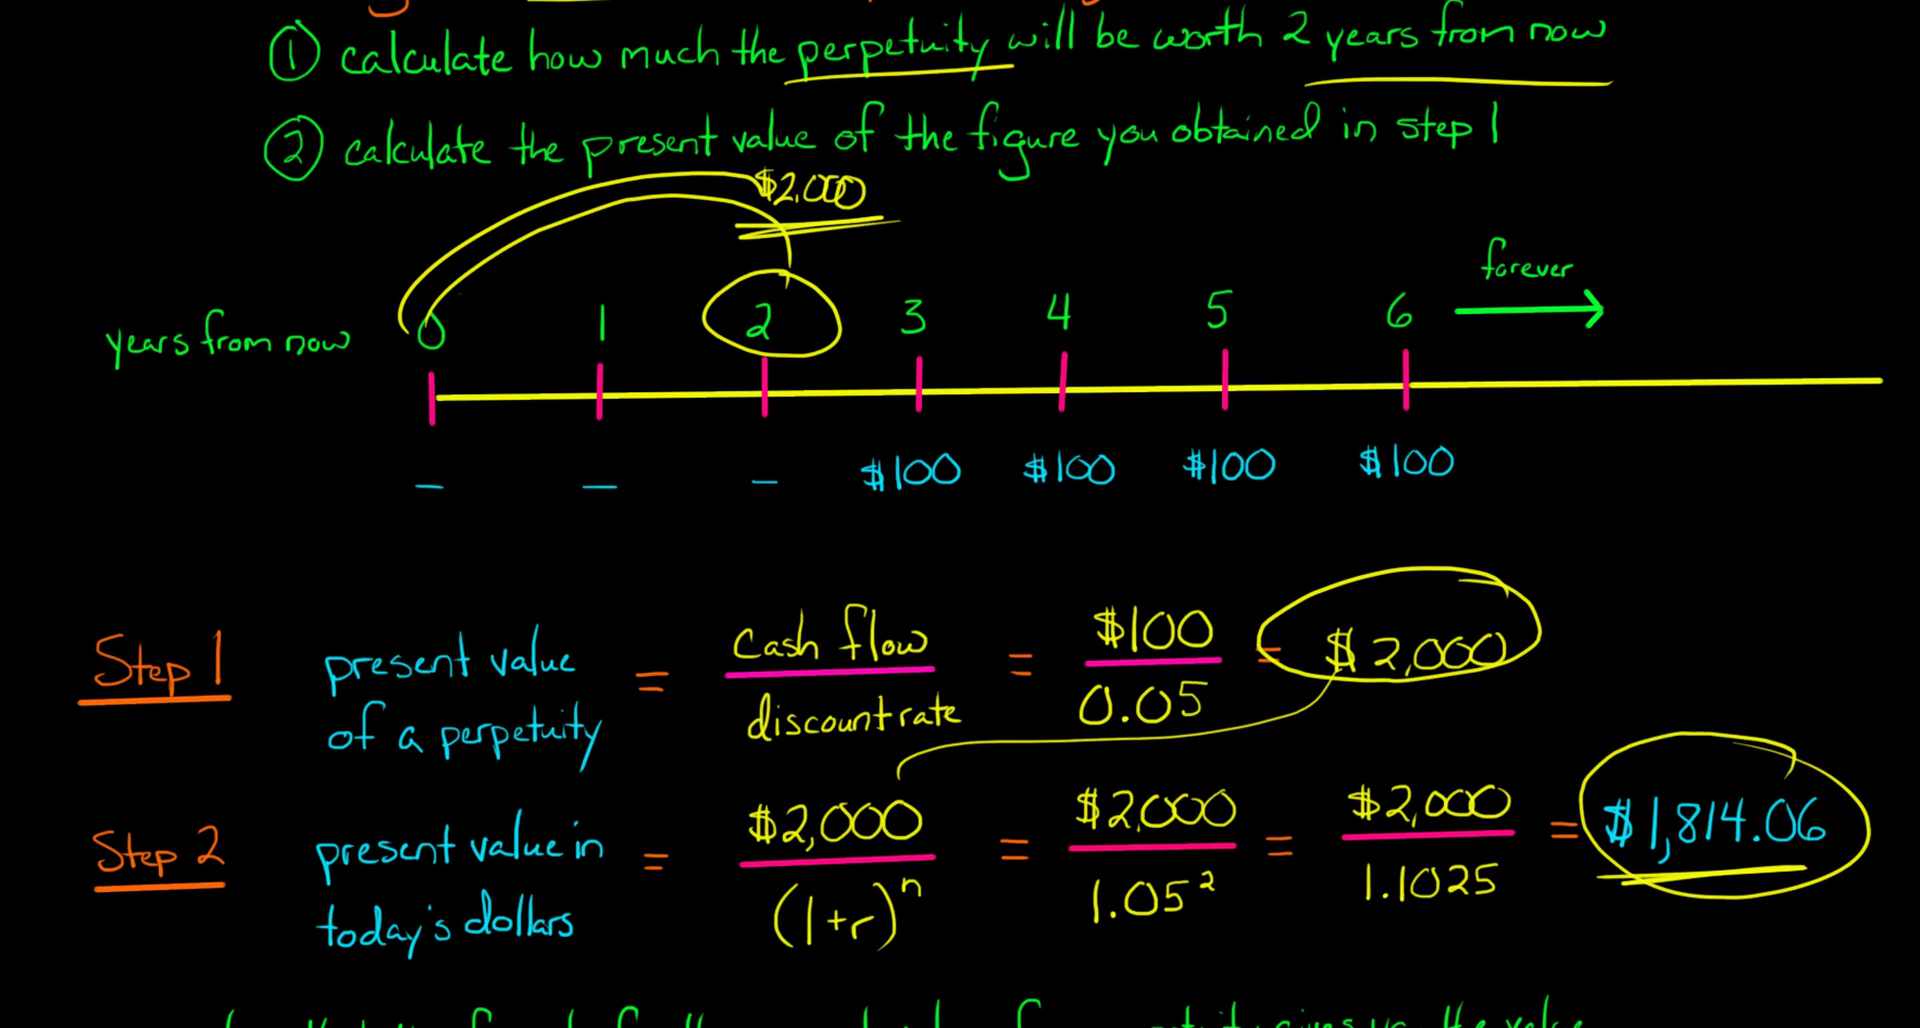 ① calculate how much the perpetuity will be worth 2 years from now
② calculate the present value of the figure you obtained in step 1
$2,000
forever
years from now 0 1 2 3 4 5 6
– – – $100 $100 $100 $100
Step 1 present value of a perpetuity = cash flow / discount rate = $100 / 0.05 = $2,000
Step 2 present value in today's dollars = $2,000 / (1+r)ⁿ = $2,000 / 1.05² = $2,000 / 1.1025 = $1,814.06